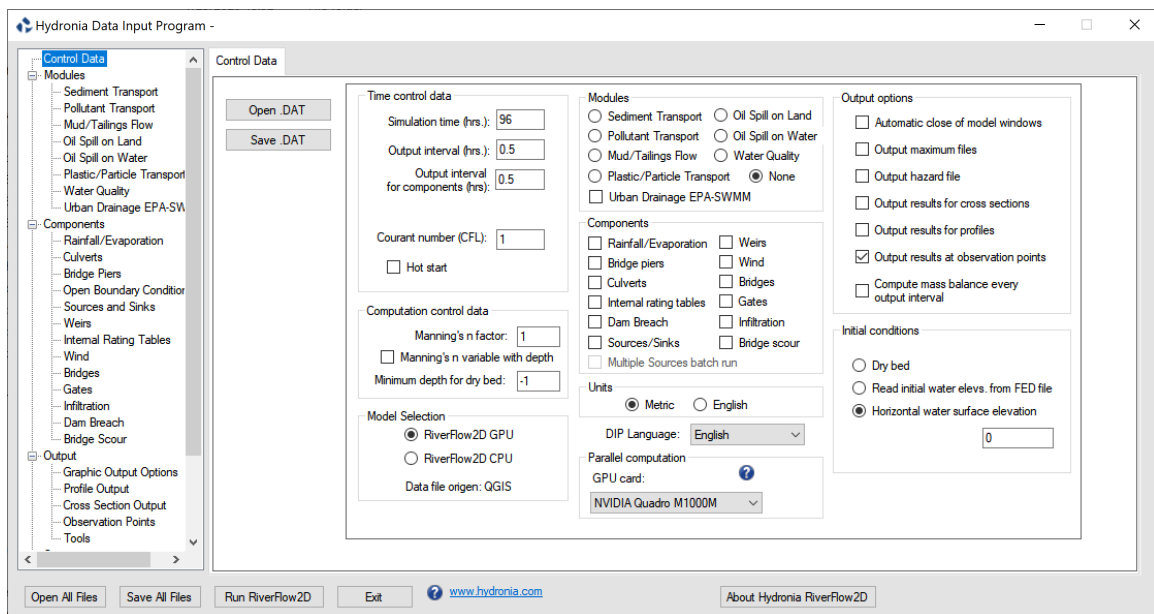 Hydronia Data Input Program -
Control Data
Modules
Sediment Transport
Pollutant Transport
Mud/Tailings Flow
Oil Spill on Land
Oil Spill on Water
Plastic/Particle Transport
Water Quality
Urban Drainage EPA-SW
Components
Rainfall/Evaporation
Culverts
Bridge Piers
Open Boundary Condition
Sources and Sinks
Weirs
Internal Rating Tables
Wind
Bridges
Gates
Infiltration
Dam Breach
Bridge Scour
Output
Graphic Output Options
Profile Output
Cross Section Output
Observation Points
Tools
Control Data
Open .DAT
Save .DAT
Time control data
Simulation time (hrs.): 96
Output interval (hrs.): 0.5
Output interval
for components (hrs): 0.5
Courant number (CFL): 1
Hot start
Computation control data
Manning's n factor: 1
Manning's n variable with depth
Minimum depth for dry bed: -1
Model Selection
RiverFlow2D GPU
RiverFlow2D CPU
Data file origen: QGIS
Modules
Sediment Transport Oil Spill on Land
Pollutant Transport Oil Spill on Water
Mud/Tailings Flow Water Quality
Plastic/Particle Transport None
Urban Drainage EPA-SWMM
Components
Rainfall/Evaporation Weirs
Bridge piers Wind
Culverts Bridges
Internal rating tables Gates
Dam Breach Infiltration
Sources/Sinks Bridge scour
Multiple Sources batch run
Units
Metric English
DIP Language: English
Parallel computation
GPU card: ?
NVIDIA Quadro M1000M
Output options
Automatic close of model windows
Output maximum files
Output hazard file
Output results for cross sections
Output results for profiles
Output results at observation points
Compute mass balance every
output interval
Initial conditions
Dry bed
Read initial water elevs. from FED file
Horizontal water surface elevation
0
Open All Files Save All Files Run RiverFlow2D Exit ? www.hydronia.com About Hydronia RiverFlow2D